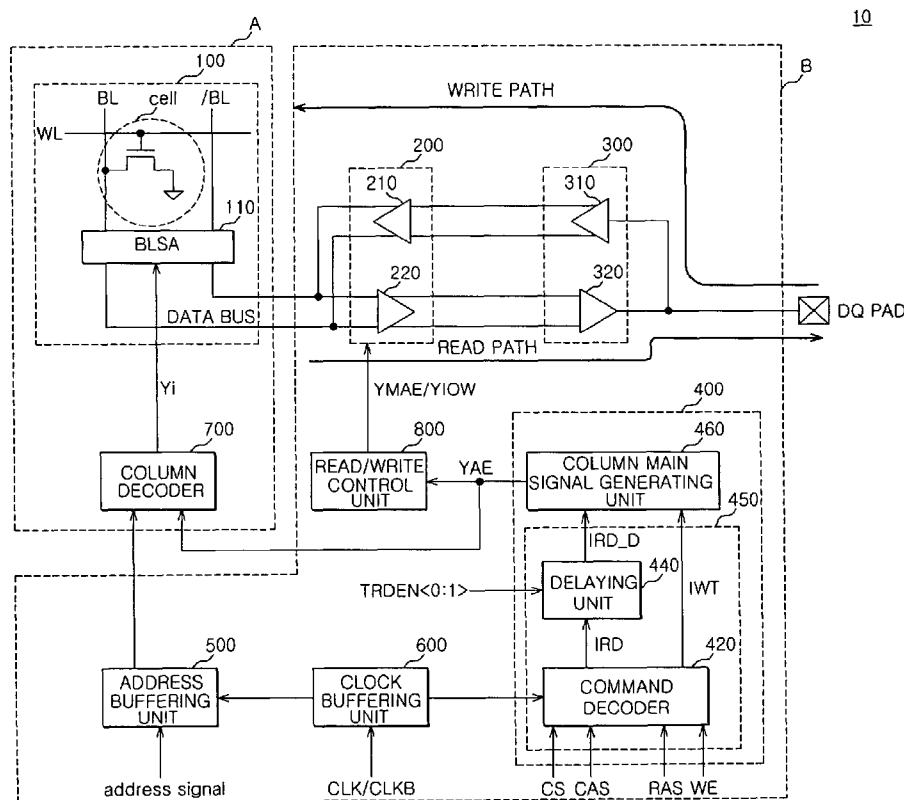 10
A
B
100
BL
cell
/BL
WRITE PATH
WL
200
300
210
310
110
BLSA
220
320
DATA BUS
DQ PAD
READ PATH
Yi
YMAE/YIOW
400
700
800
460
COLUMN
DECODER
READ/WRITE
CONTROL
UNIT
YAE
COLUMN MAIN
SIGNAL GENERATING
UNIT
450
IRD_D
440
TRDEN<0:1>
DELAYING
UNIT
IWT
IRD
500
600
420
ADDRESS
BUFFERING
UNIT
CLOCK
BUFFERING
UNIT
COMMAND
DECODER
address signal
CLK/CLKB
CS CAS RAS WE